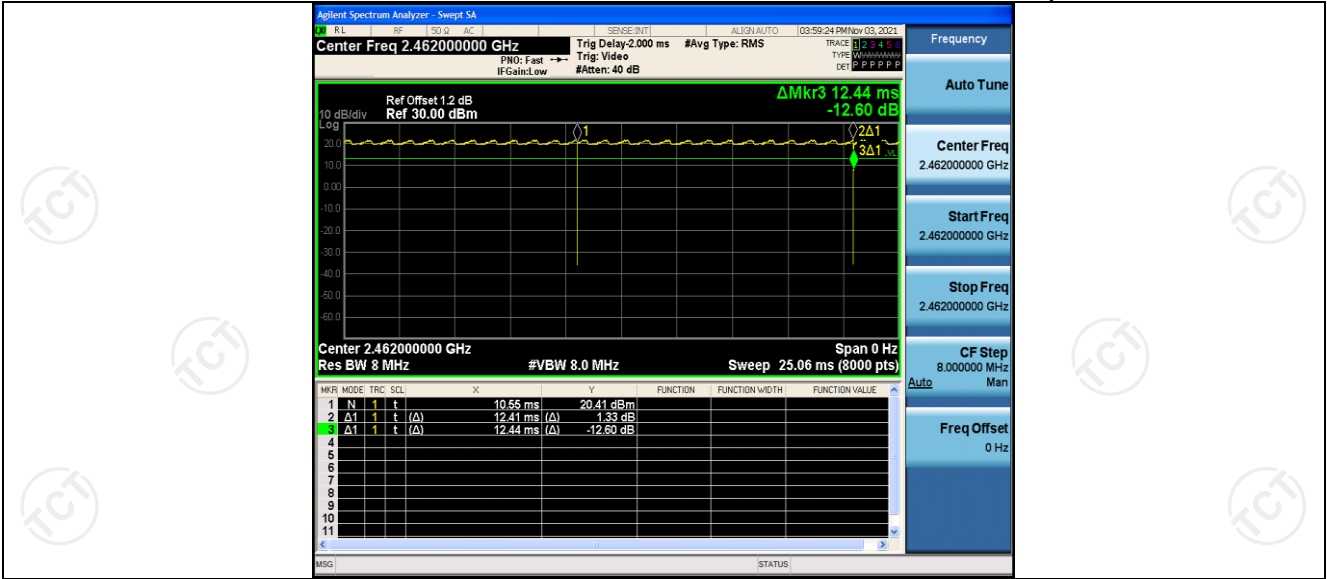 Agilent Spectrum Analyzer - Swept SA
RL RF 50 Ω AC SENSE:INT ALIGN AUTO 03:59:24 PM Nov 03, 2021
Center Freq 2.462000000 GHz
PNO: Fast
IFGain:Low
Trig Delay-2.000 ms
Trig: Video
#Atten: 40 dB
#Avg Type: RMS
TRACE 1 2 3 4 5 6
TYPE WWWWWW
DET P P P P P P
Frequency
Auto Tune
Center Freq
2.462000000 GHz
Start Freq
2.462000000 GHz
Stop Freq
2.462000000 GHz
CF Step
8.000000 MHz
Auto Man
Freq Offset
0 Hz
ΔMkr3 12.44 ms
-12.60 dB
Ref Offset 1.2 dB
10 dB/div Ref 30.00 dBm
Log
1
2Δ1
3Δ1
20.0
10.0
0.00
-10.0
-20.0
-30.0
-40.0
-50.0
-60.0
Center 2.462000000 GHz Span 0 Hz
Res BW 8 MHz #VBW 8.0 MHz Sweep 25.06 ms (8000 pts)
MKR MODE TRC SCL X Y FUNCTION FUNCTION WIDTH FUNCTION VALUE
1 N 1 t 10.55 ms 20.41 dBm
2 Δ1 1 t (Δ) 12.41 ms (Δ) 1.33 dB
3 Δ1 1 t (Δ) 12.44 ms (Δ) -12.60 dB
4
5
6
7
8
9
10
11
MSG STATUS
TCT
TCT
TCT
TCT
TCT
TCT